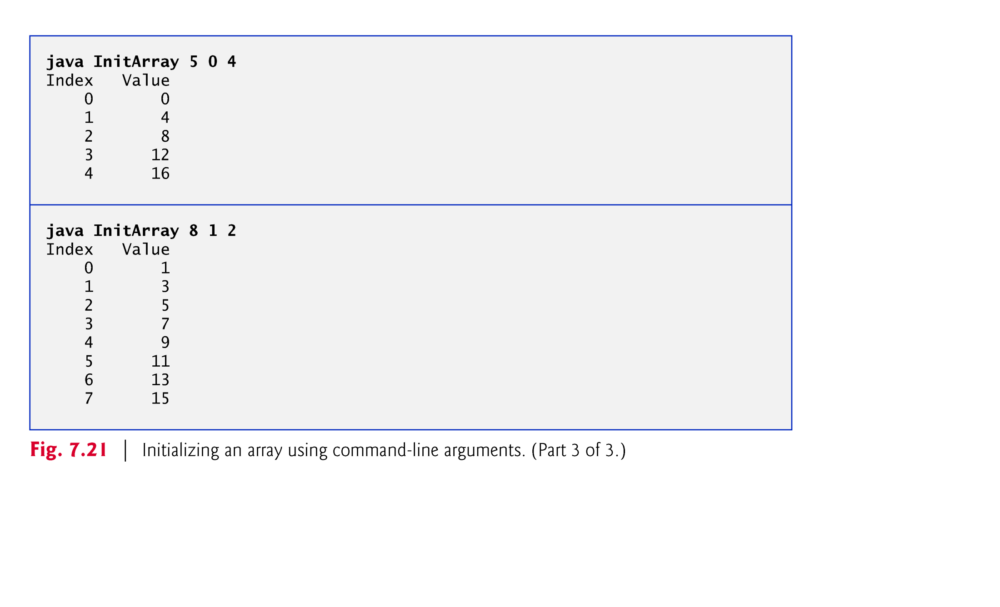 java InitArray 5 0 4
Index   Value
    0       0
    1       4
    2       8
    3      12
    4      16
java InitArray 8 1 2
Index   Value
    0       1
    1       3
    2       5
    3       7
    4       9
    5      11
    6      13
    7      15
Fig. 7.21 | Initializing an array using command-line arguments. (Part 3 of 3.)